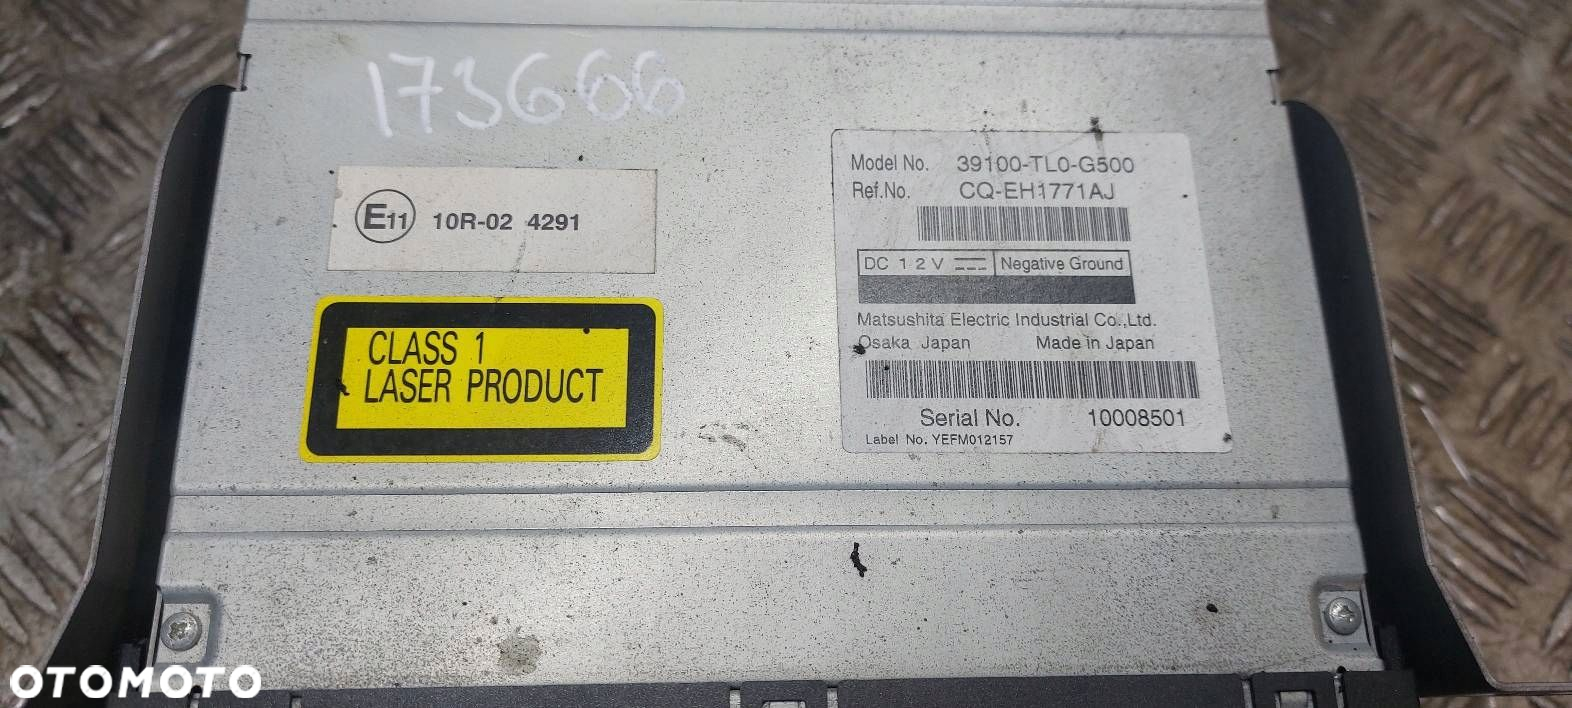 173666
E11 10R-02 4291
CLASS 1
LASER PRODUCT
Model No. 39100-TL0-G500
Ref.No. CQ-EH1771AJ
DC 12V Negative Ground
Matsushita Electric Industrial Co.,Ltd.
Osaka Japan Made in Japan
Serial No. 10008501
Label No. YEFM012157
OTOMOTO